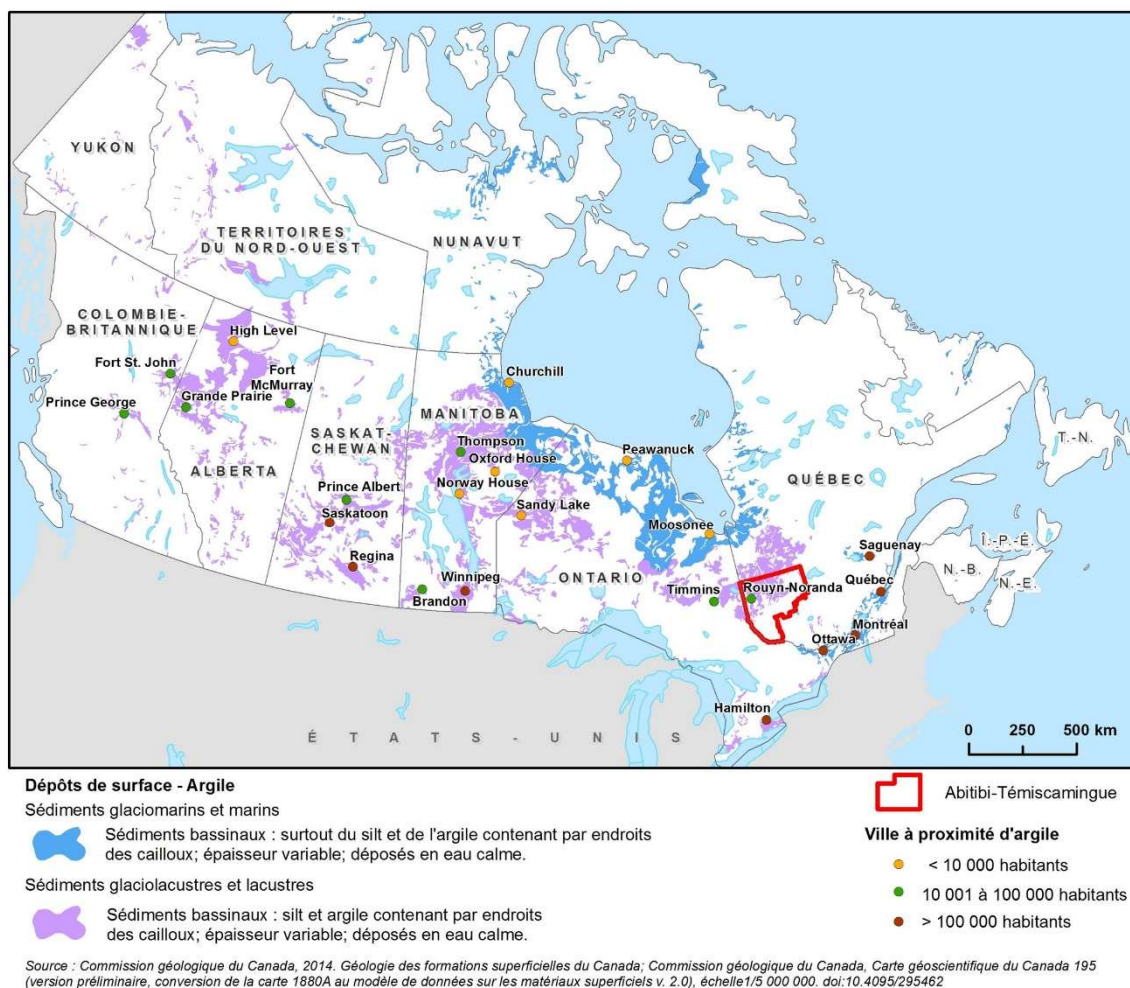 YUKON
TERRITOIRES
DU NORD-OUEST
NUNAVUT
COLOMBIE-
BRITANNIQUE
High Level
Fort St. John
Fort
McMurray
Churchill
Prince George
Grande Prairie
MANITOBA
SASKAT-
CHEWAN
Thompson
Peawanuck
Oxford House
T.-N.
ALBERTA
QUÉBEC
Prince Albert
Norway House
Saskatoon
Sandy Lake
Moosonee
Regina
Saguenay
Î.-P.-É.
Winnipeg
ONTARIO
Timmins
Rouyn-Noranda
Québec
N.-B.
N.-E.
Brandon
Montréal
Ottawa
Hamilton
ÉTATS-UNIS
0 250 500 km
Dépôts de surface - Argile
Sédiments glaciomarins et marins
Sédiments bassinaux : surtout du silt et de l'argile contenant par endroits
des cailloux; épaisseur variable; déposés en eau calme.
Sédiments glaciolacustres et lacustres
Sédiments bassinaux : silt et argile contenant par endroits
des cailloux; épaisseur variable; déposés en eau calme.
Abitibi-Témiscamingue
Ville à proximité d'argile
< 10 000 habitants
10 001 à 100 000 habitants
> 100 000 habitants
Source : Commission géologique du Canada, 2014. Géologie des formations superficielles du Canada; Commission géologique du Canada, Carte géoscientifique du Canada 195
(version préliminaire, conversion de la carte 1880A au modèle de données sur les matériaux superficiels v. 2.0), échelle1/5 000 000. doi:10.4095/295462